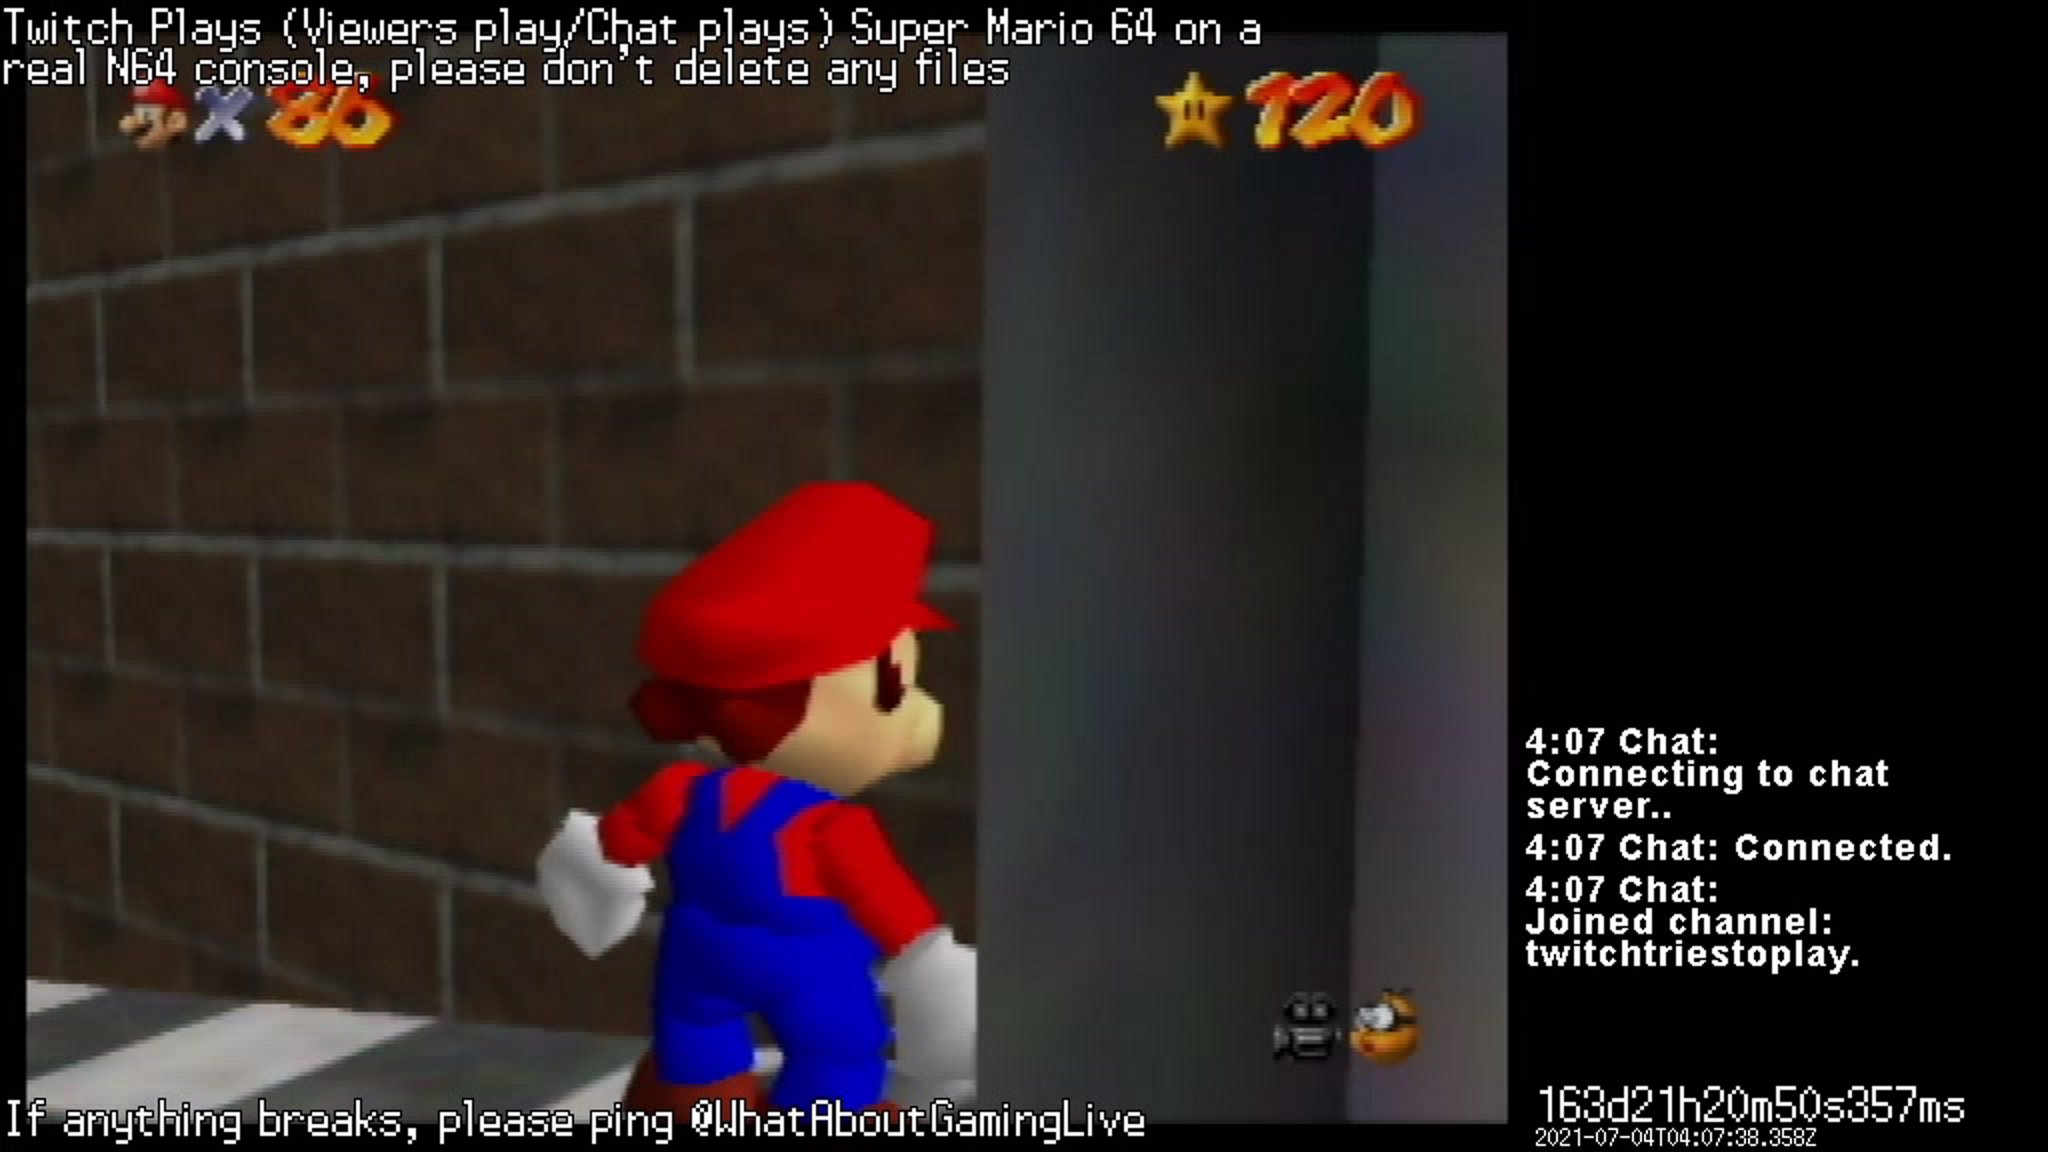 Twitch Plays (Viewers play/Chat plays) Super Mario 64 on a
real N64 console, please don't delete any files
x 86
120
4:07 Chat:
Connecting to chat
server..
4:07 Chat: Connected.
4:07 Chat:
Joined channel:
twitchtriestoplay.
If anything breaks, please ping @WhatAboutGamingLive
163d21h20m50s357ms
2021-07-04T04:07:38.358Z